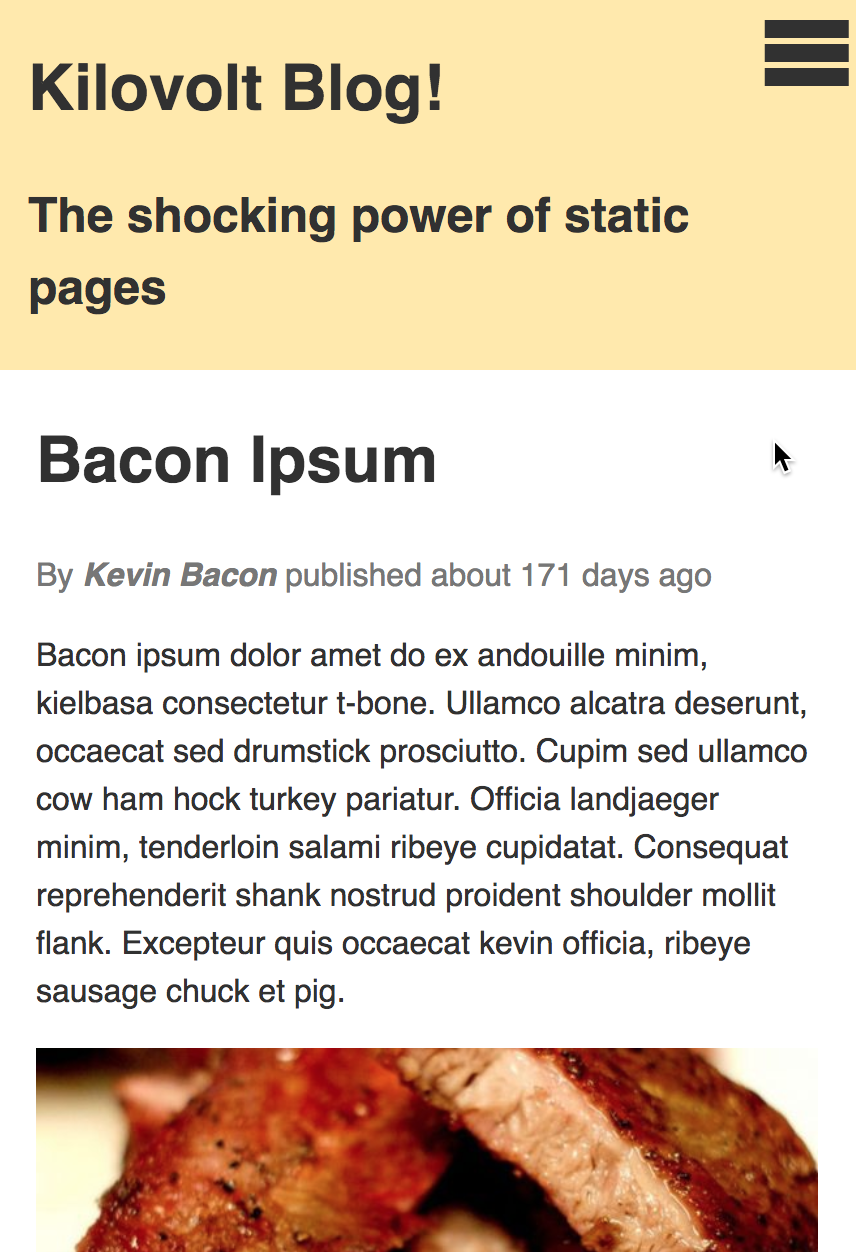 Kilovolt Blog!
The shocking power of static
pages
Bacon Ipsum
By Kevin Bacon published about 171 days ago
Bacon ipsum dolor amet do ex andouille minim,
kielbasa consectetur t-bone. Ullamco alcatra deserunt,
occaecat sed drumstick prosciutto. Cupim sed ullamco
cow ham hock turkey pariatur. Officia landjaeger
minim, tenderloin salami ribeye cupidatat. Consequat
reprehenderit shank nostrud proident shoulder mollit
flank. Excepteur quis occaecat kevin officia, ribeye
sausage chuck et pig.